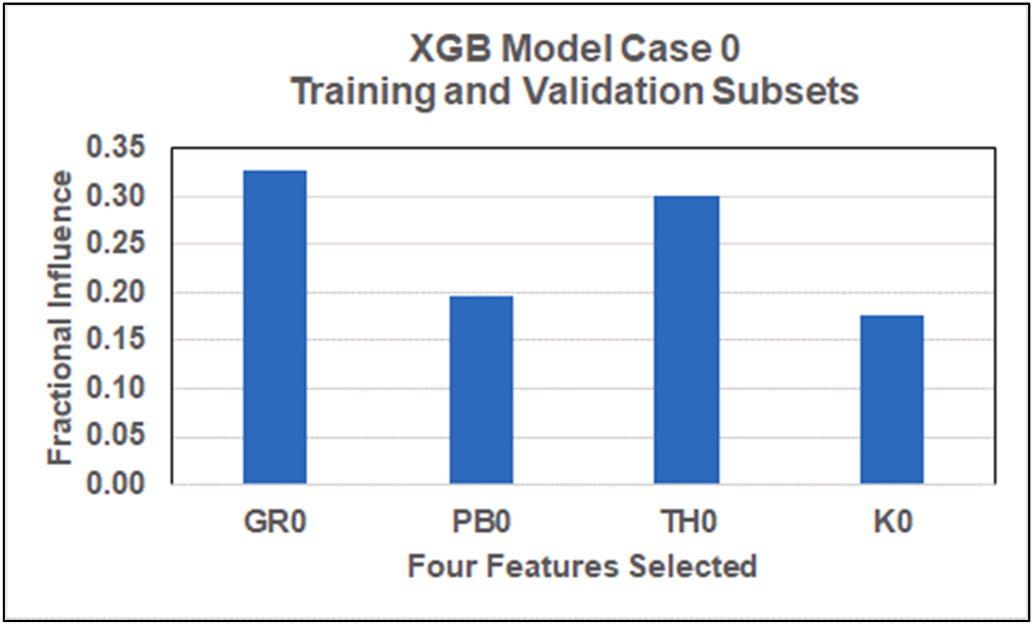 XGB Model Case 0
Training and Validation Subsets
Fractional Influence
0.35
0.30
0.25
0.20
0.15
0.10
0.05
0.00
GR0
PB0
TH0
K0
Four Features Selected